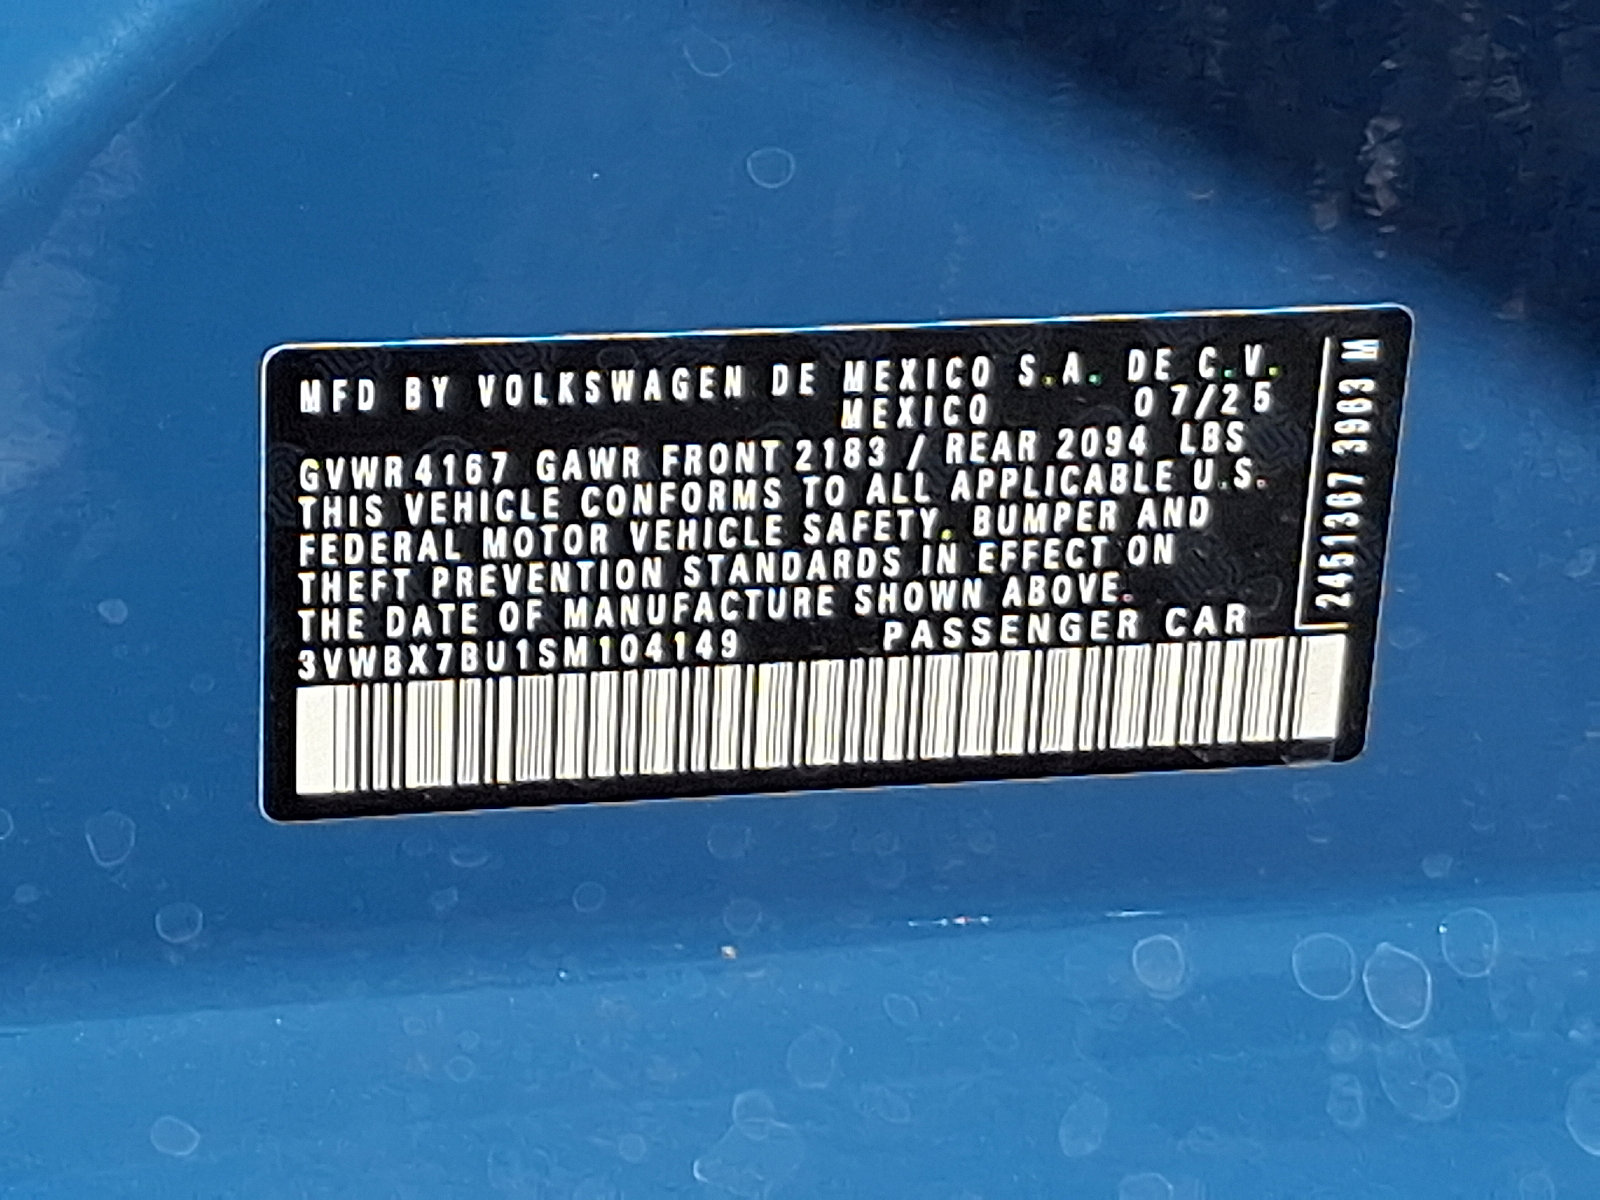 MFD BY VOLKSWAGEN DE MEXICO S.A. DE C.V.
MEXICO 07/25
GVWR 4167 GAWR FRONT 2183 / REAR 2094 LBS
THIS VEHICLE CONFORMS TO ALL APPLICABLE U.S.
FEDERAL MOTOR VEHICLE SAFETY, BUMPER AND
THEFT PREVENTION STANDARDS IN EFFECT ON
THE DATE OF MANUFACTURE SHOWN ABOVE.
3VWBX7BU1SM104149 PASSENGER CAR
2451367 3983 M